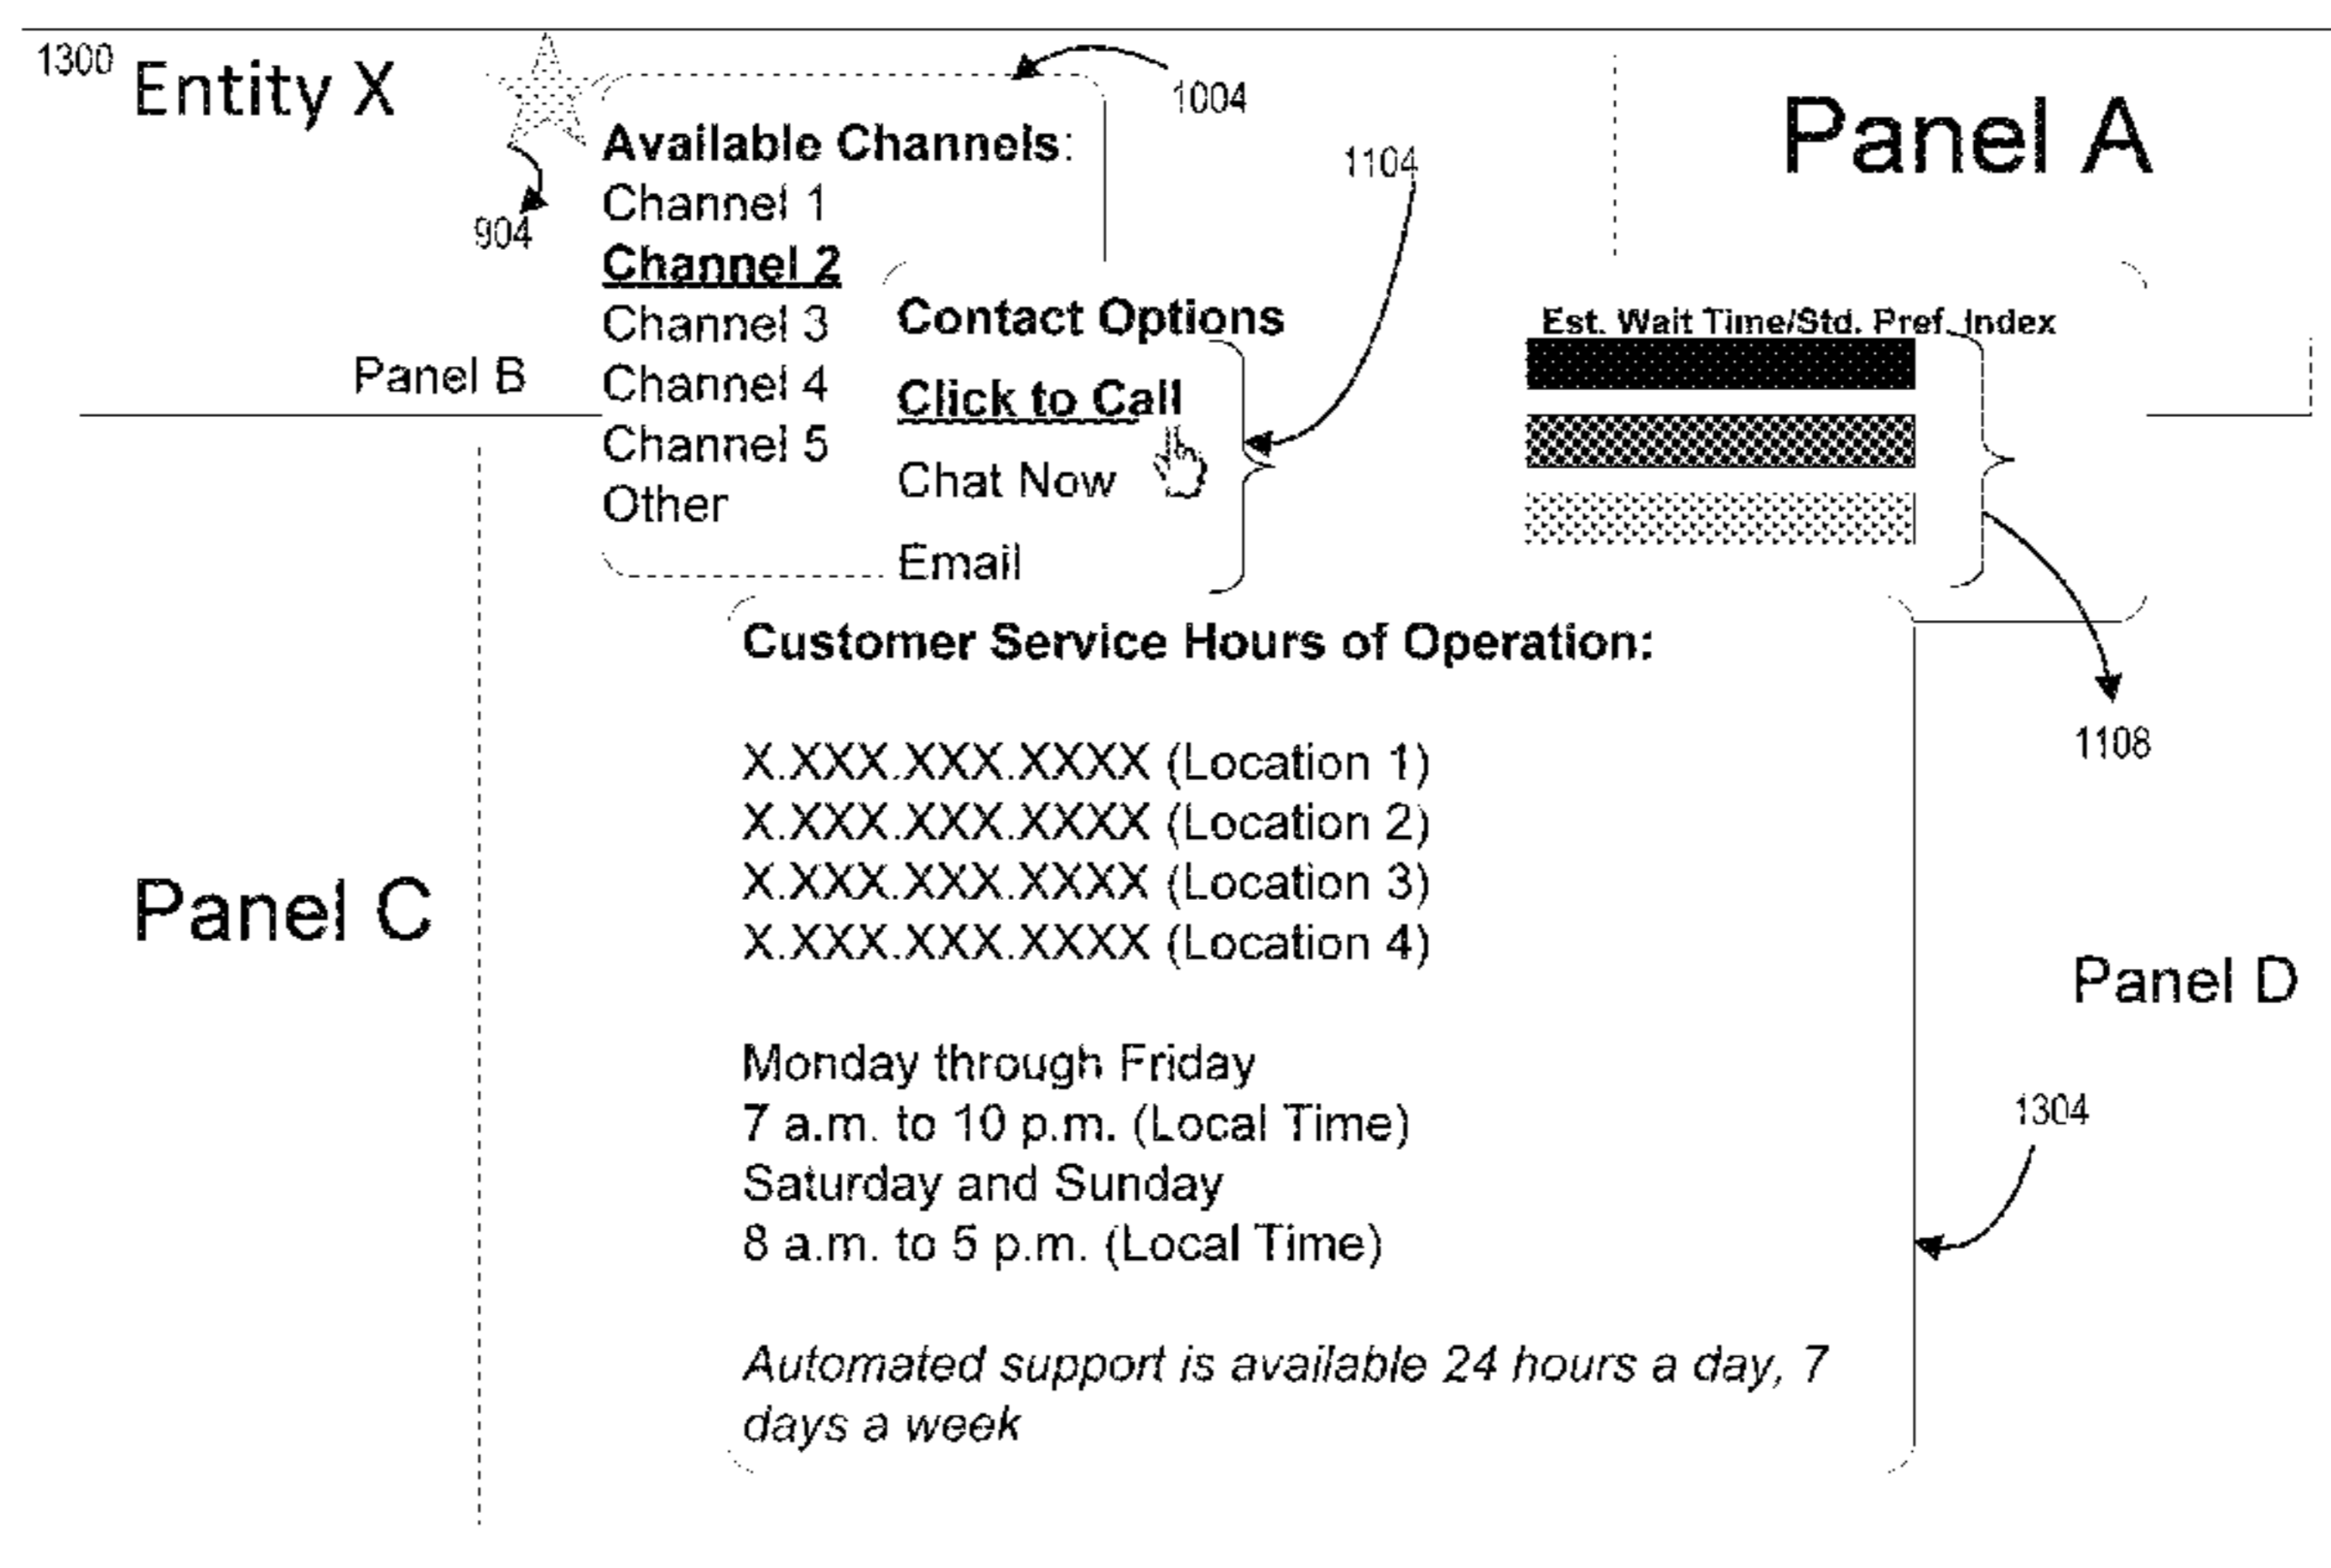 1300
Entity X
1004
Panel A
Available Channels:
1104
Channel 1
904
Channel 2
Contact Options
Est. Wait Time/Std. Pref. Index
Channel 3
Panel B
Channel 4
Click to Call
Channel 5
Chat Now
Other
Email
Customer Service Hours of Operation:
1108
X.XXX.XXX.XXXX (Location 1)
X.XXX.XXX.XXXX (Location 2)
X.XXX.XXX.XXXX (Location 3)
X.XXX.XXX.XXXX (Location 4)
Panel C
Panel D
Monday through Friday
7 a.m. to 10 p.m. (Local Time)
1304
Saturday and Sunday
8 a.m. to 5 p.m. (Local Time)
Automated support is available 24 hours a day, 7
days a week